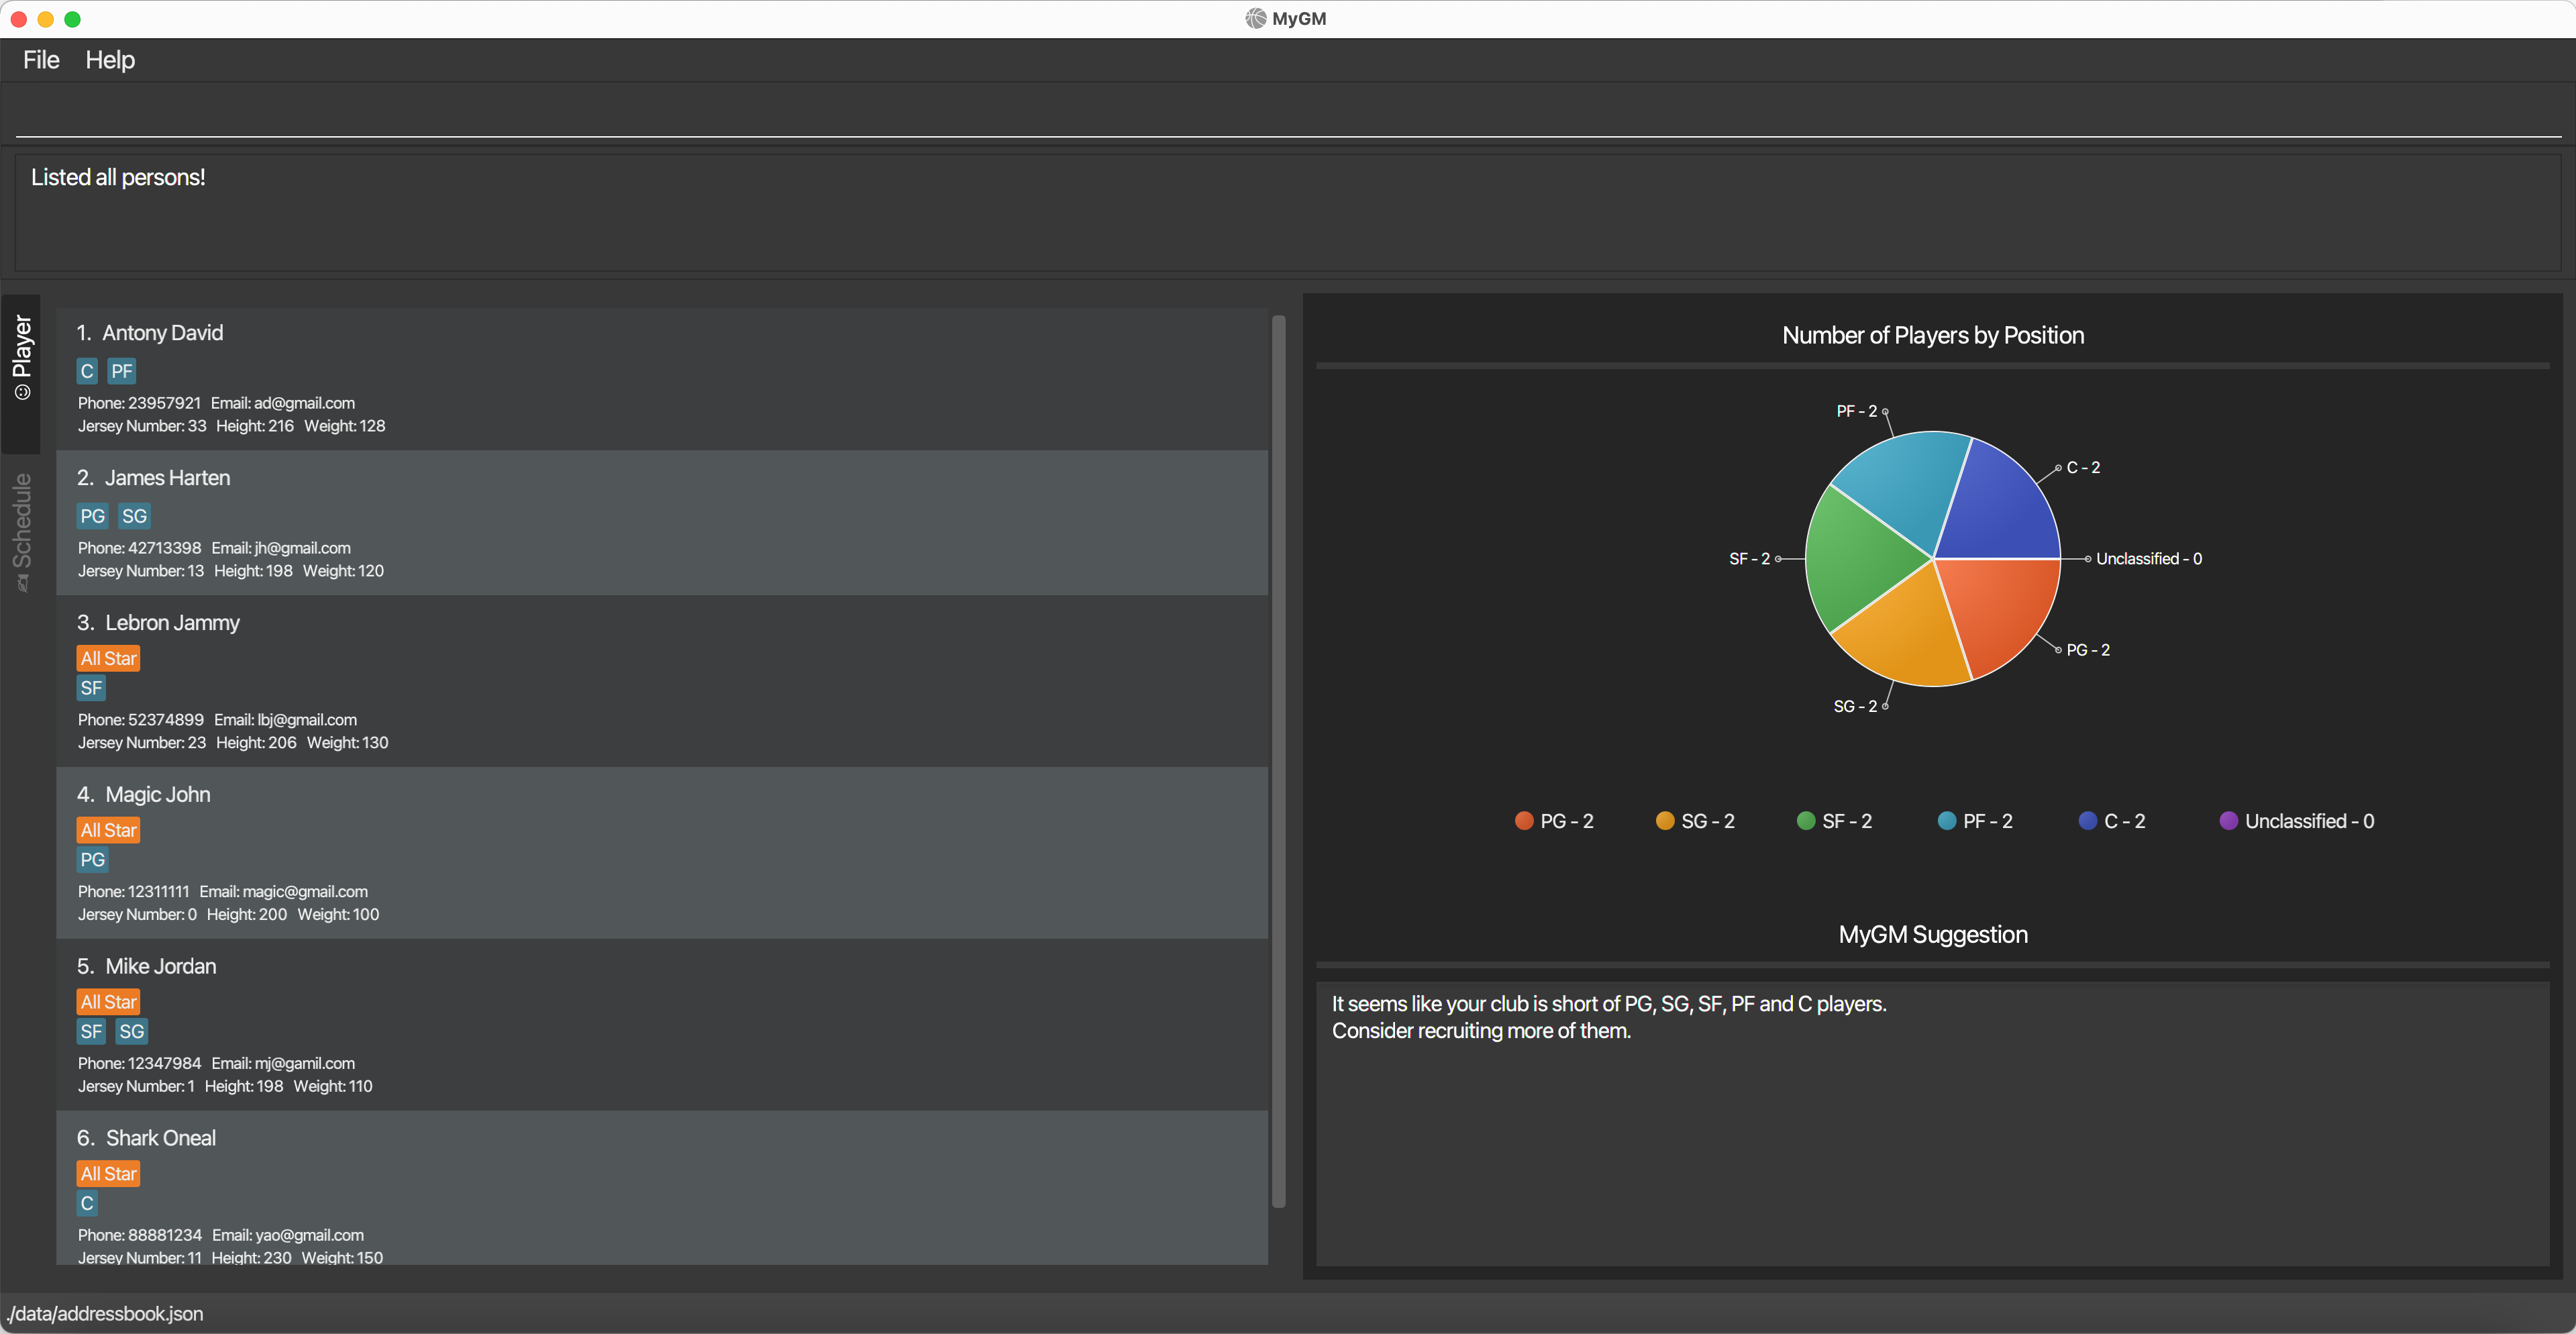 MyGM
File Help
Listed all persons!
Player
Schedule
1. Antony David
C PF
Phone: 23957921 Email: ad@gmail.com
Jersey Number: 33 Height: 216 Weight: 128
2. James Harten
PG SG
Phone: 42713398 Email: jh@gmail.com
Jersey Number: 13 Height: 198 Weight: 120
3. Lebron Jammy
All Star
SF
Phone: 52374899 Email: lbj@gmail.com
Jersey Number: 23 Height: 206 Weight: 130
4. Magic John
All Star
PG
Phone: 12311111 Email: magic@gmail.com
Jersey Number: 0 Height: 200 Weight: 100
5. Mike Jordan
All Star
SF SG
Phone: 12347984 Email: mj@gamil.com
Jersey Number: 1 Height: 198 Weight: 110
6. Shark Oneal
All Star
C
Phone: 88881234 Email: yao@gmail.com
Jersey Number: 11 Height: 230 Weight: 150
Number of Players by Position
PF - 2
C - 2
SF - 2
Unclassified - 0
PG - 2
SG - 2
PG - 2 SG - 2 SF - 2 PF - 2 C - 2 Unclassified - 0
MyGM Suggestion
It seems like your club is short of PG, SG, SF, PF and C players.
Consider recruiting more of them.
./data/addressbook.json